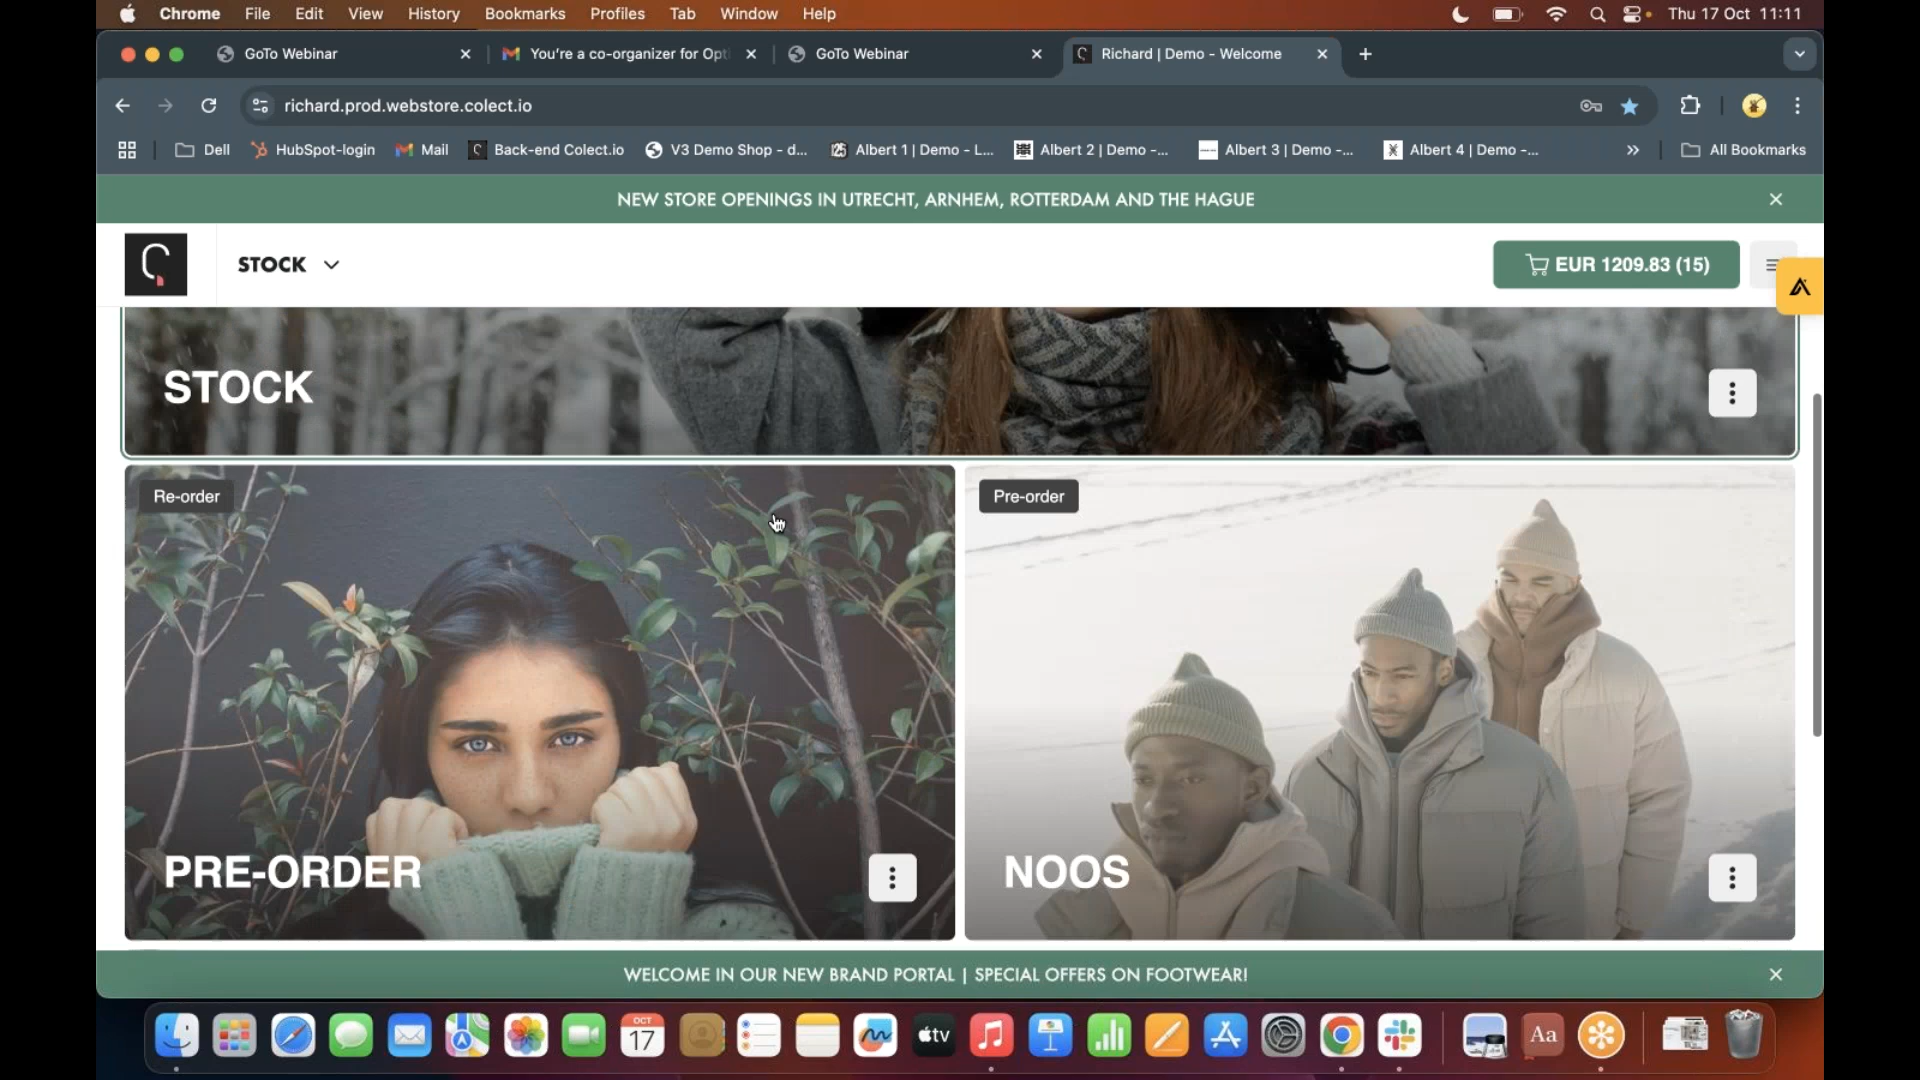 Chrome File Edit View History Bookmarks Profiles Tab Window Help Thu 17 Oct 11:11
GoTo Webinar You're a co-organizer for Opti GoTo Webinar Richard | Demo - Welcome
richard.prod.webstore.colect.io
Dell HubSpot-login Mail Back-end Colect.io V3 Demo Shop - d... Albert 1 | Demo - L... Albert 2 | Demo -... Albert 3 | Demo -... Albert 4 | Demo -... All Bookmarks
NEW STORE OPENINGS IN UTRECHT, ARNHEM, ROTTERDAM AND THE HAGUE
STOCK EUR 1209.83 (15)
STOCK
Re-order Pre-order
PRE-ORDER NOOS
WELCOME IN OUR NEW BRAND PORTAL | SPECIAL OFFERS ON FOOTWEAR!
OCT
17 tv Aa